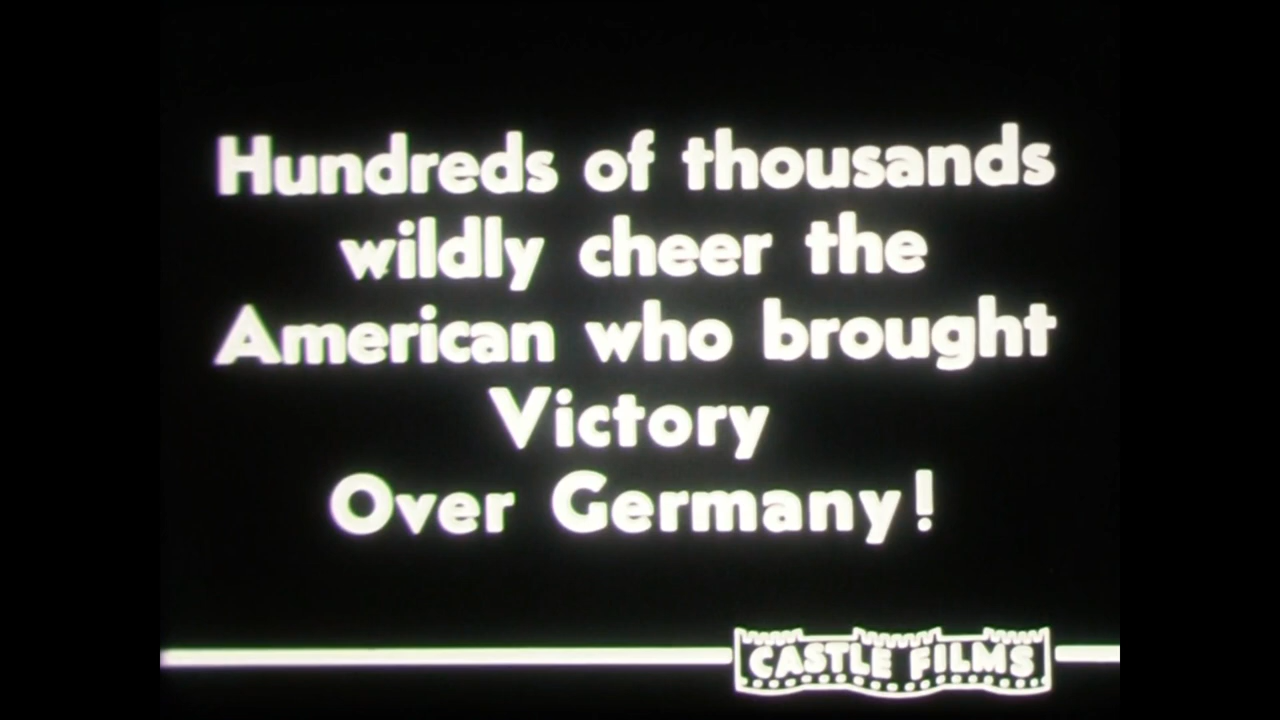 Hundreds of thousands
wildly cheer the
American who brought
Victory
Over Germany!
CASTLE FILMS